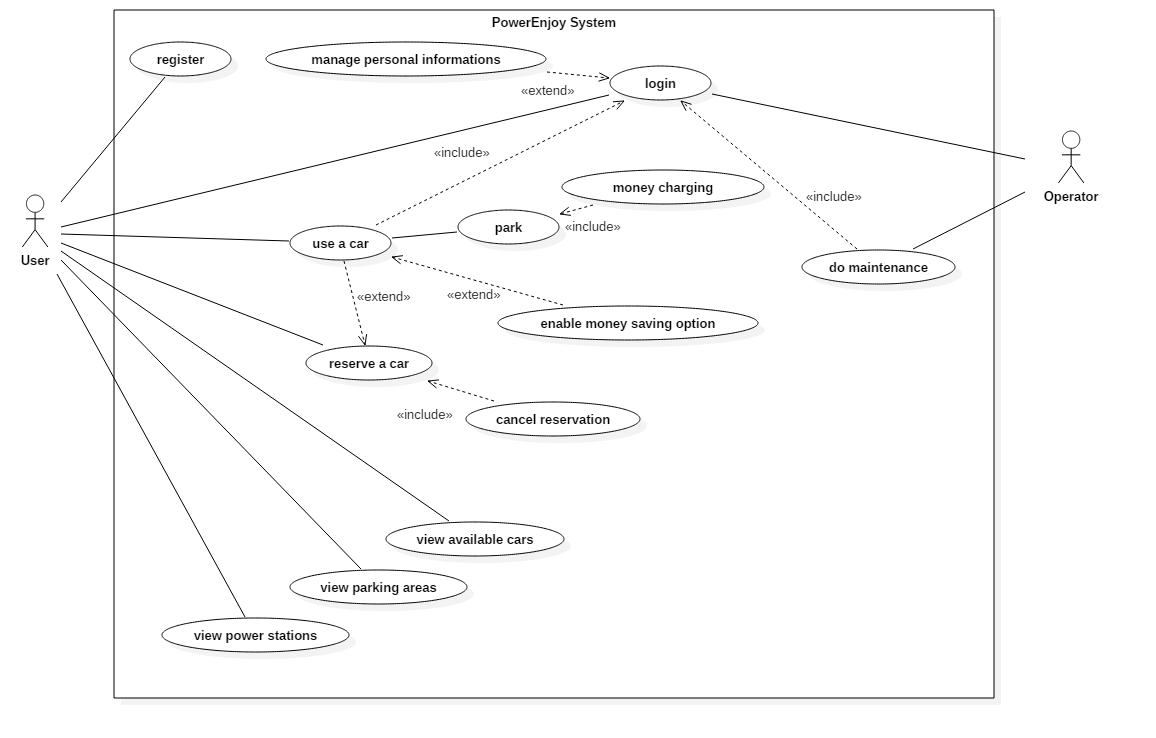 PowerEnjoy System
register
manage personal informations
login
«extend»
«include»
money charging
«include»
Operator
park
«include»
use a car
User
do maintenance
«extend»
«extend»
enable money saving option
reserve a car
«include»
cancel reservation
view available cars
view parking areas
view power stations